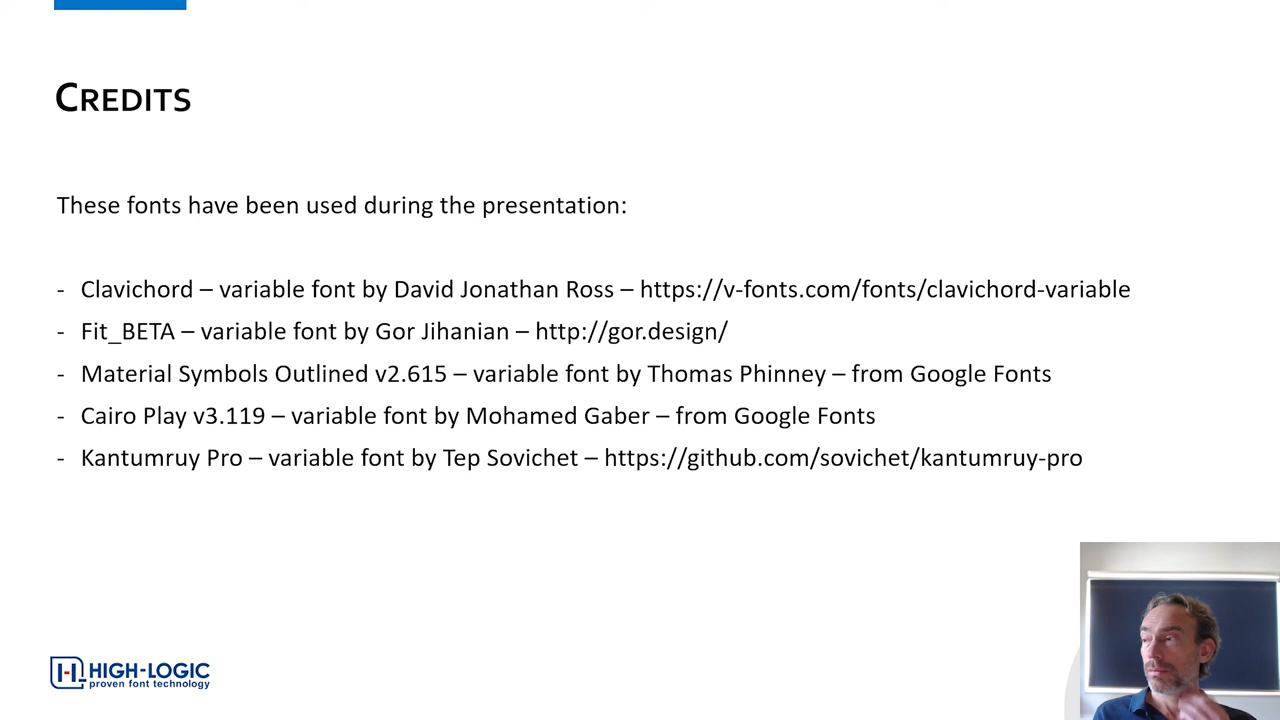 CREDITS
These fonts have been used during the presentation:
- Clavichord – variable font by David Jonathan Ross – https://v-fonts.com/fonts/clavichord-variable
- Fit_BETA – variable font by Gor Jihanian – http://gor.design/
- Material Symbols Outlined v2.615 – variable font by Thomas Phinney – from Google Fonts
- Cairo Play v3.119 – variable font by Mohamed Gaber – from Google Fonts
- Kantumruy Pro – variable font by Tep Sovichet – https://github.com/sovichet/kantumruy-pro
HIGH-LOGIC
proven font technology